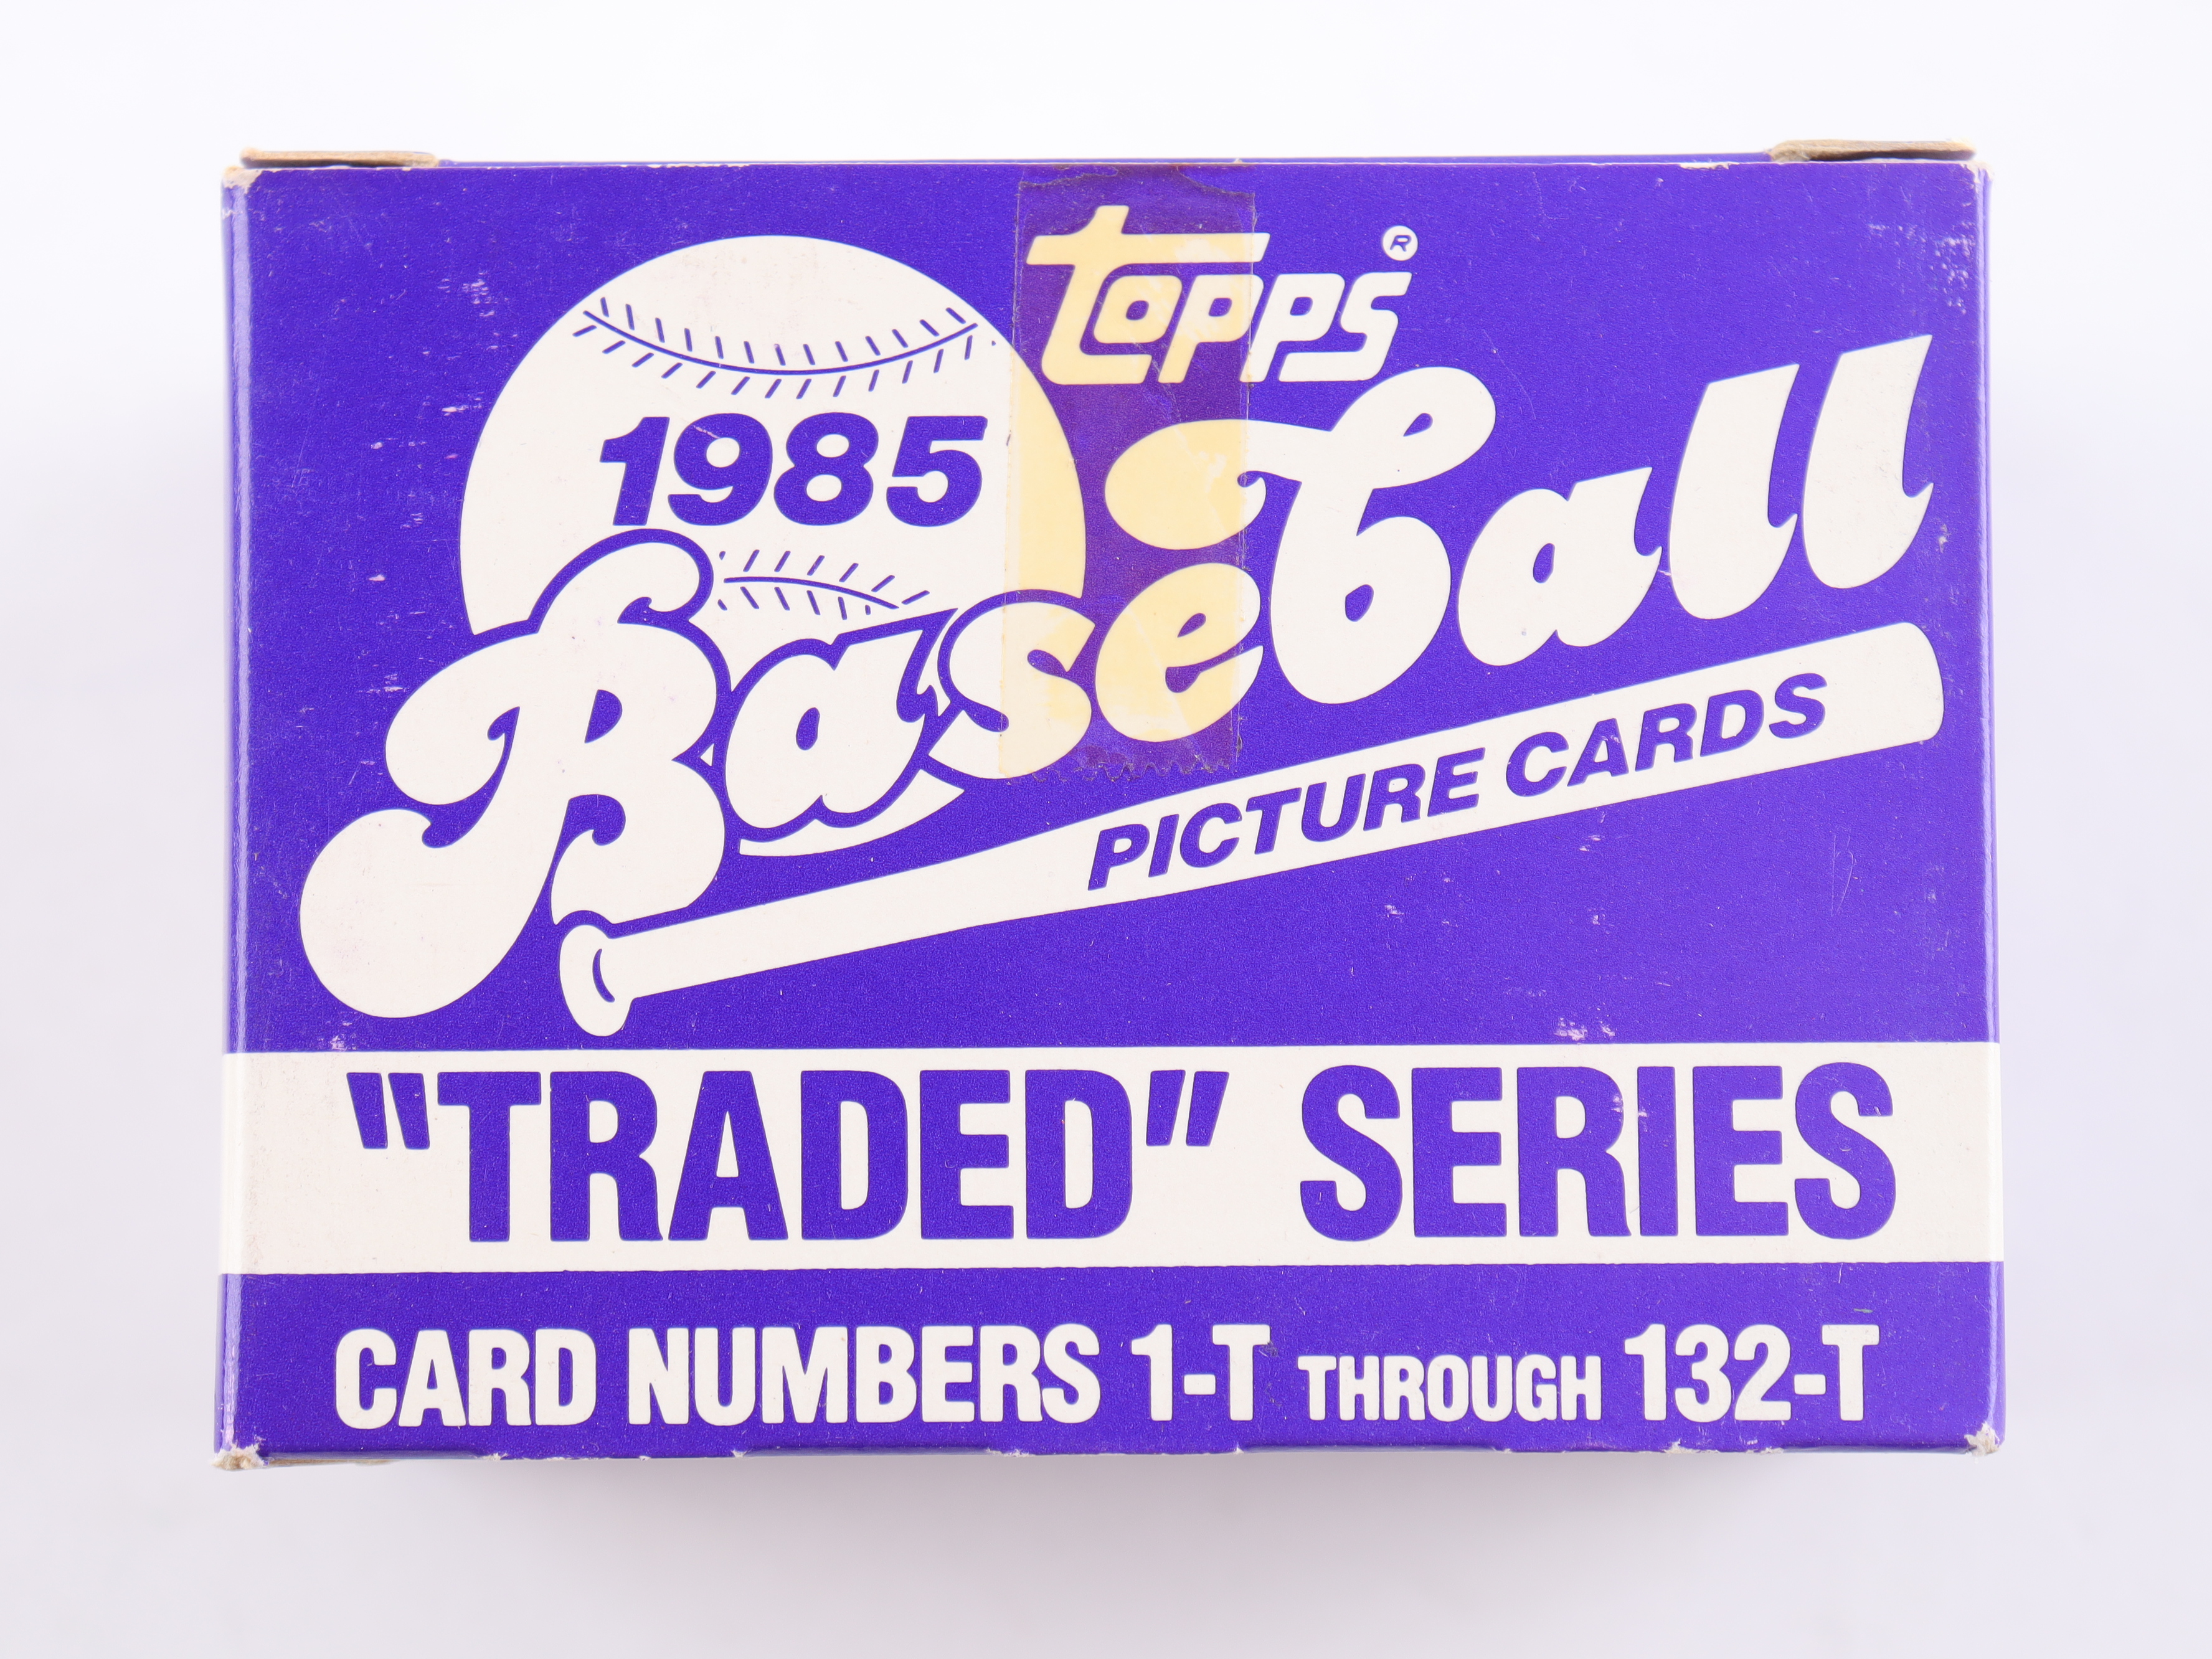 topps®
1985
Baseball
PICTURE CARDS
"TRADED" SERIES
CARD NUMBERS 1-T THROUGH 132-T